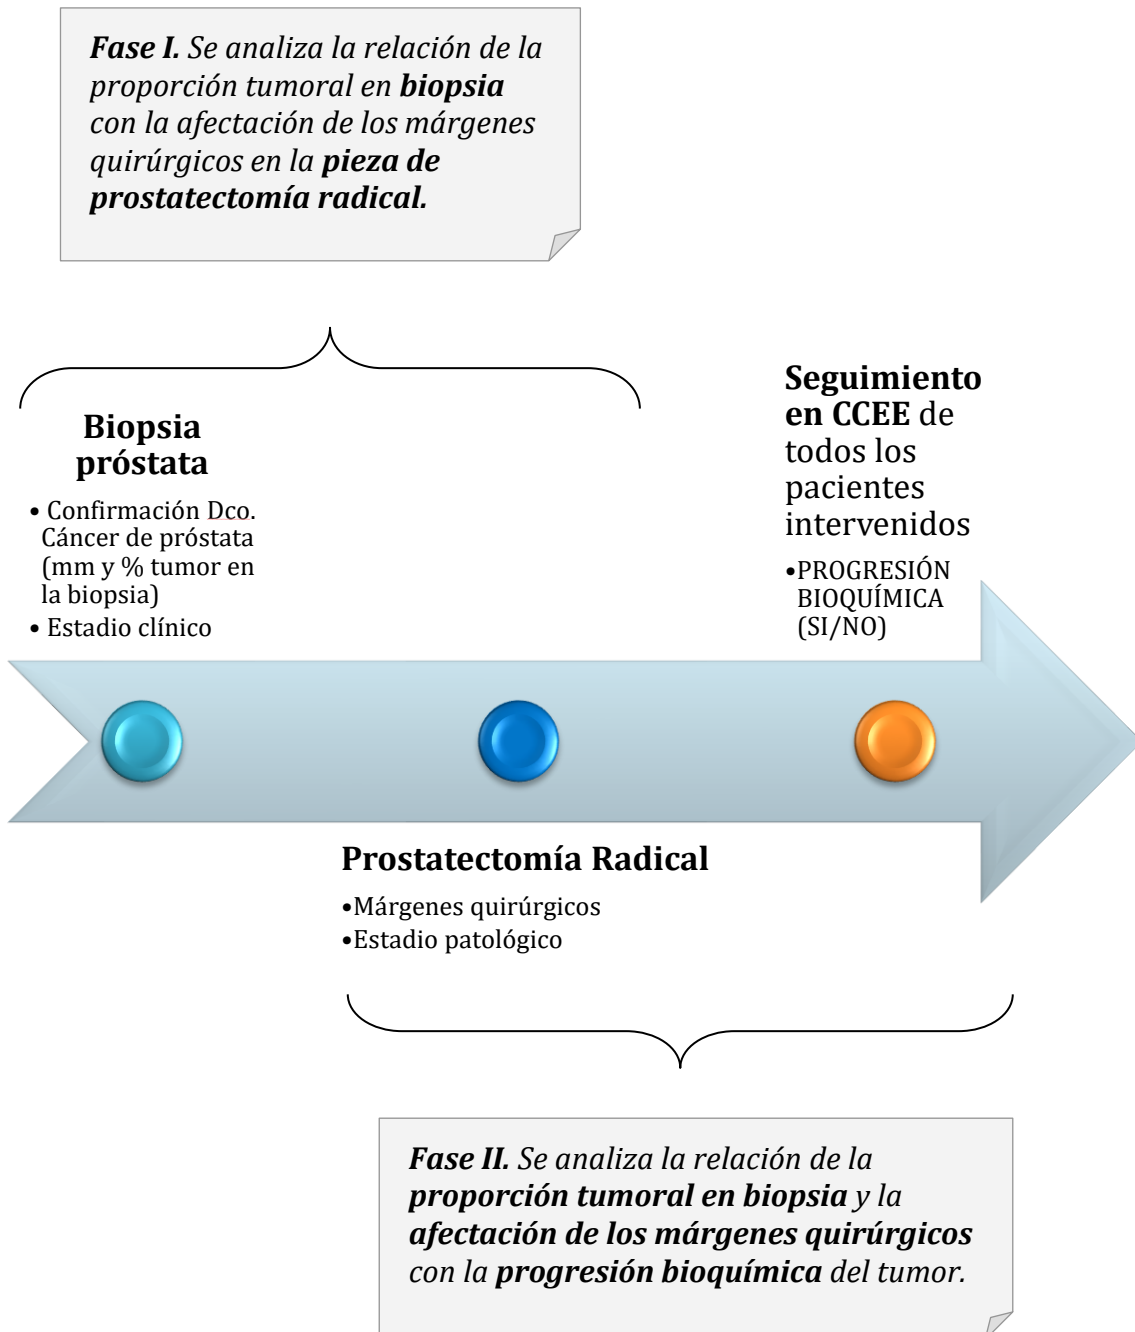 Fase I. Se analiza la relación de la
proporción tumoral en biopsia
con la afectación de los márgenes
quirúrgicos en la pieza de
prostatectomía radical.
Biopsia
próstata
• Confirmación Dco.
Cáncer de próstata
(mm y % tumor en
la biopsia)
• Estadio clínico
Seguimiento
en CCEE de
todos los
pacientes
intervenidos
•PROGRESIÓN
BIOQUÍMICA
(SI/NO)
Prostatectomía Radical
•Márgenes quirúrgicos
•Estadio patológico
Fase II. Se analiza la relación de la
proporción tumoral en biopsia y la
afectación de los márgenes quirúrgicos
con la progresión bioquímica del tumor.